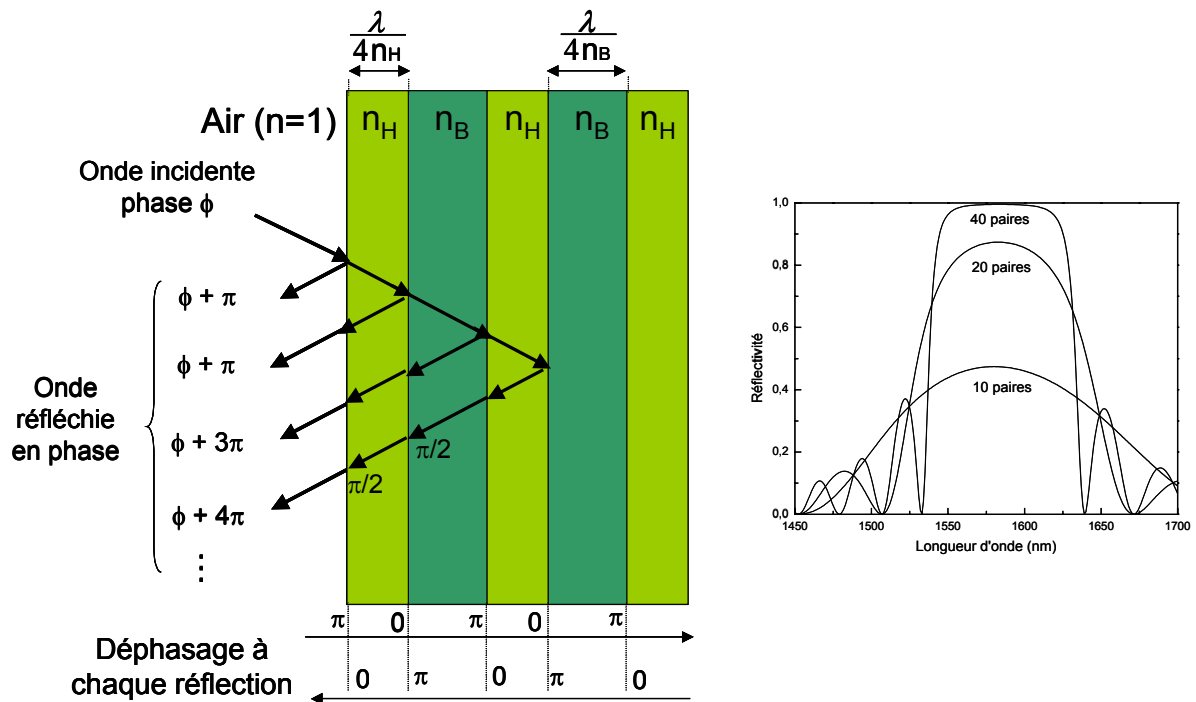 λ
4nH
λ
4nB
Air (n=1)
nH
nB
nH
nB
nH
Onde incidente
phase ϕ
ϕ + π
ϕ + π
ϕ + 3π
ϕ + 4π
⋮
Onde
réfléchie
en phase
π/2
π/2
π 0 π 0 π
Déphasage à
chaque réflection
0 π 0 π 0
1,0
0,8
0,6
0,4
0,2
0,0
Réflectivité
40 paires
20 paires
10 paires
1450 1500 1550 1600 1650 1700
Longueur d'onde (nm)